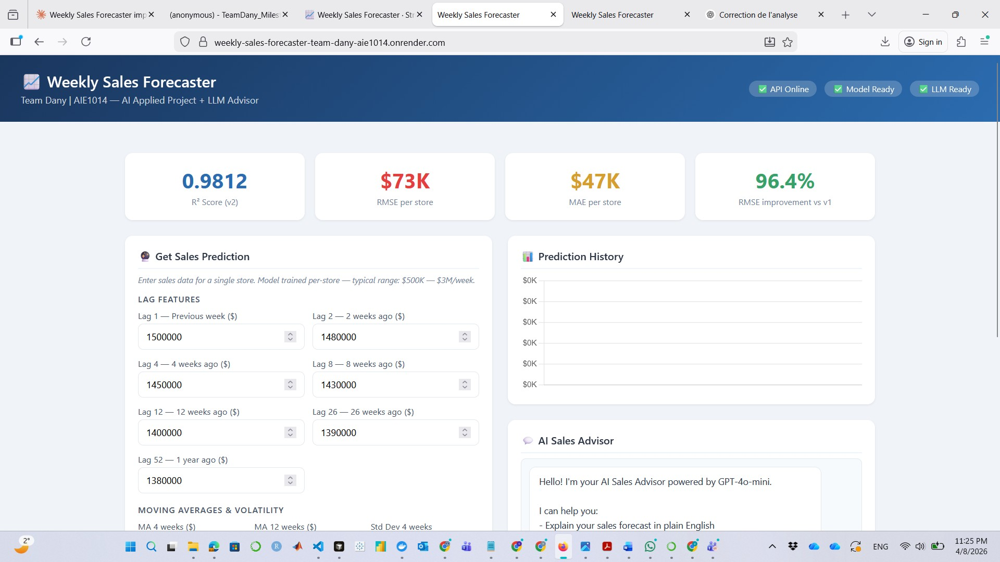 Weekly Sales Forecaster imp
(anonymous) - TeamDany_Miles
Weekly Sales Forecaster · Str
Weekly Sales Forecaster
Weekly Sales Forecaster
Correction de l'analyse
weekly-sales-forecaster-team-dany-aie1014.onrender.com
Sign in
Weekly Sales Forecaster
Team Dany | AIE1014 — AI Applied Project + LLM Advisor
API Online
Model Ready
LLM Ready
0.9812
R² Score (v2)
$73K
RMSE per store
$47K
MAE per store
96.4%
RMSE improvement vs v1
Get Sales Prediction
Enter sales data for a single store. Model trained per-store — typical range: $500K — $3M/week.
LAG FEATURES
Lag 1 — Previous week ($)
1500000
Lag 2 — 2 weeks ago ($)
1480000
Lag 4 — 4 weeks ago ($)
1450000
Lag 8 — 8 weeks ago ($)
1430000
Lag 12 — 12 weeks ago ($)
1400000
Lag 26 — 26 weeks ago ($)
1390000
Lag 52 — 1 year ago ($)
1380000
MOVING AVERAGES & VOLATILITY
MA 4 weeks ($)
MA 12 weeks ($)
Std Dev 4 weeks
Prediction History
$0K
$0K
$0K
$0K
$0K
$0K
AI Sales Advisor
Hello! I'm your AI Sales Advisor powered by GPT-4o-mini.
I can help you:
- Explain your sales forecast in plain English
2°
ENG
11:25 PM
4/8/2026